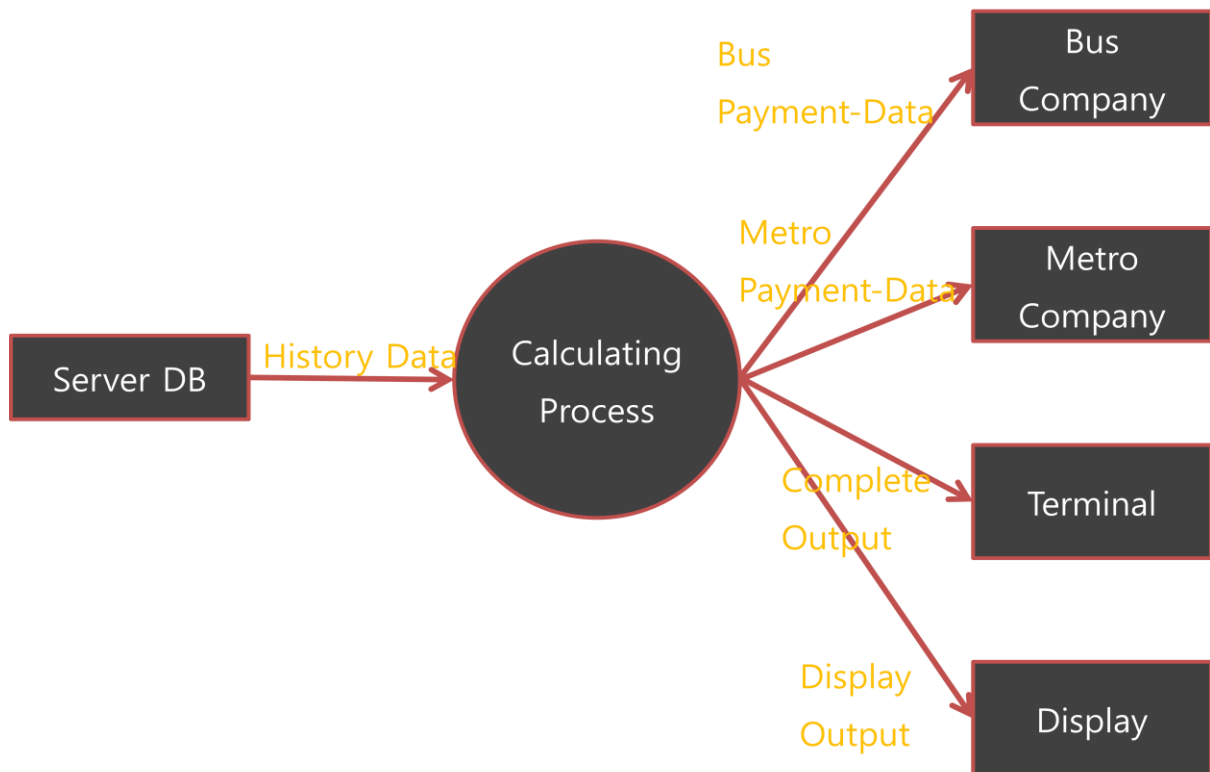 Bus
Payment-Data
Bus
Company
Metro
Payment-Data
Metro
Company
Server DB
History Data
Calculating
Process
Complete
Output
Terminal
Display
Output
Display